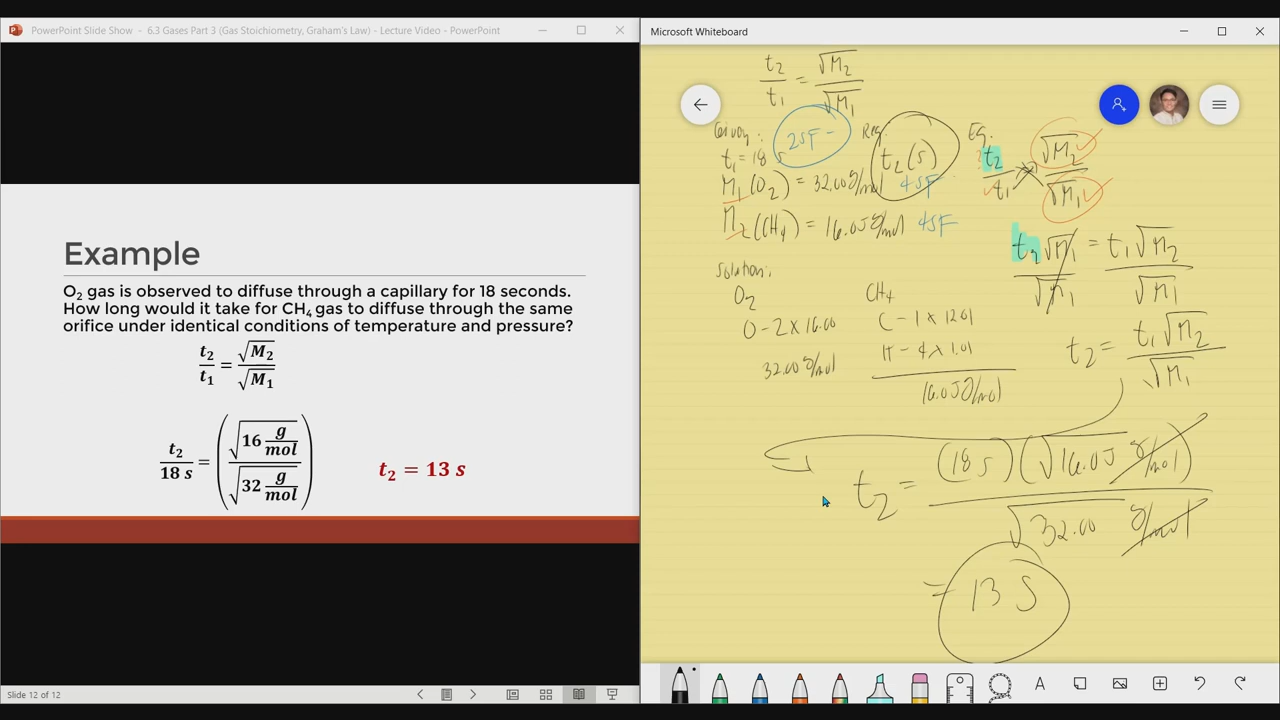 PowerPoint Slide Show - 6.3 Gases Part 3 (Gas Stoichiometry, Graham's Law) - Lecture Video - PowerPoint
Example
O₂ gas is observed to diffuse through a capillary for 18 seconds.
How long would it take for CH₄ gas to diffuse through the same
orifice under identical conditions of temperature and pressure?
t₂/t₁ = √M₂/√M₁
t₂/18 s = (√16 g/mol / √32 g/mol)
t₂ = 13 s
Slide 12 of 12
Microsoft Whiteboard
t₂/t₁ = √M₂/√M₁
Given: 2SF Req: Eq:
t₁ = 18 s t₂(s) t₂/t₁ = √M₂/√M₁
M₁(O₂) = 32.00 g/mol 4SF
M₂(CH₄) = 16.05 g/mol 4SF
t₂√M₁/√M₁ = t₁√M₂/√M₁
Solution:
O₂ CH₄
O - 2 x 16.00 C - 1 x 12.01
H - 4 x 1.01
32.00 g/mol 16.05 g/mol
t₂ = t₁√M₂/√M₁
t₂ = (18 s)(√16.05 g/mol)/√32.00 g/mol
= 13 s
A